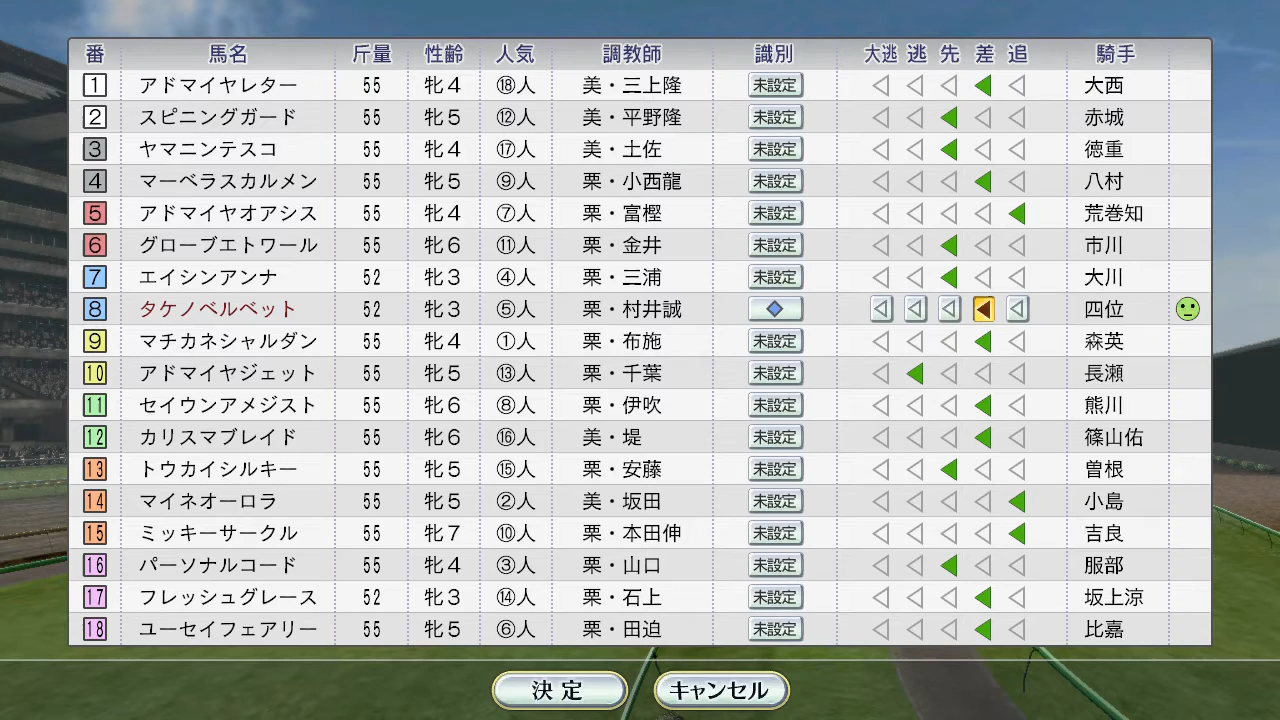 番 馬名 斤量 性齢 人気 調教師 識別 大逃 逃 先 差 追 騎手
1 アドマイヤレター 55 牝4 ⑱人 美・三上隆 未設定 大西
2 スピニングガード 55 牝5 ⑫人 美・平野隆 未設定 赤城
3 ヤマニンテスコ 55 牝4 ⑰人 美・土佐 未設定 徳重
4 マーベラスカルメン 55 牝5 ⑨人 栗・小西龍 未設定 八村
5 アドマイヤオアシス 55 牝4 ⑦人 栗・富樫 未設定 荒巻知
6 グローブエトワール 55 牝6 ⑪人 栗・金井 未設定 市川
7 エイシンアンナ 52 牝3 ④人 栗・三浦 未設定 大川
8 タケノベルベット 52 牝3 ⑤人 栗・村井誠 四位
9 マチカネシャルダン 55 牝4 ①人 栗・布施 未設定 森英
10 アドマイヤジェット 55 牝5 ⑬人 栗・千葉 未設定 長瀬
11 セイウンアメジスト 55 牝6 ⑧人 栗・伊吹 未設定 熊川
12 カリスマブレイド 55 牝6 ⑯人 美・堤 未設定 篠山佑
13 トウカイシルキー 55 牝5 ⑮人 栗・安藤 未設定 曽根
14 マイネオーロラ 55 牝5 ②人 美・坂田 未設定 小島
15 ミッキーサークル 55 牝7 ⑩人 栗・本田伸 未設定 吉良
16 パーソナルコード 55 牝4 ③人 栗・山口 未設定 服部
17 フレッシュグレース 52 牝3 ⑭人 栗・石上 未設定 坂上涼
18 ユーセイフェアリー 55 牝5 ⑥人 栗・田迫 未設定 比嘉
決定 キャンセル